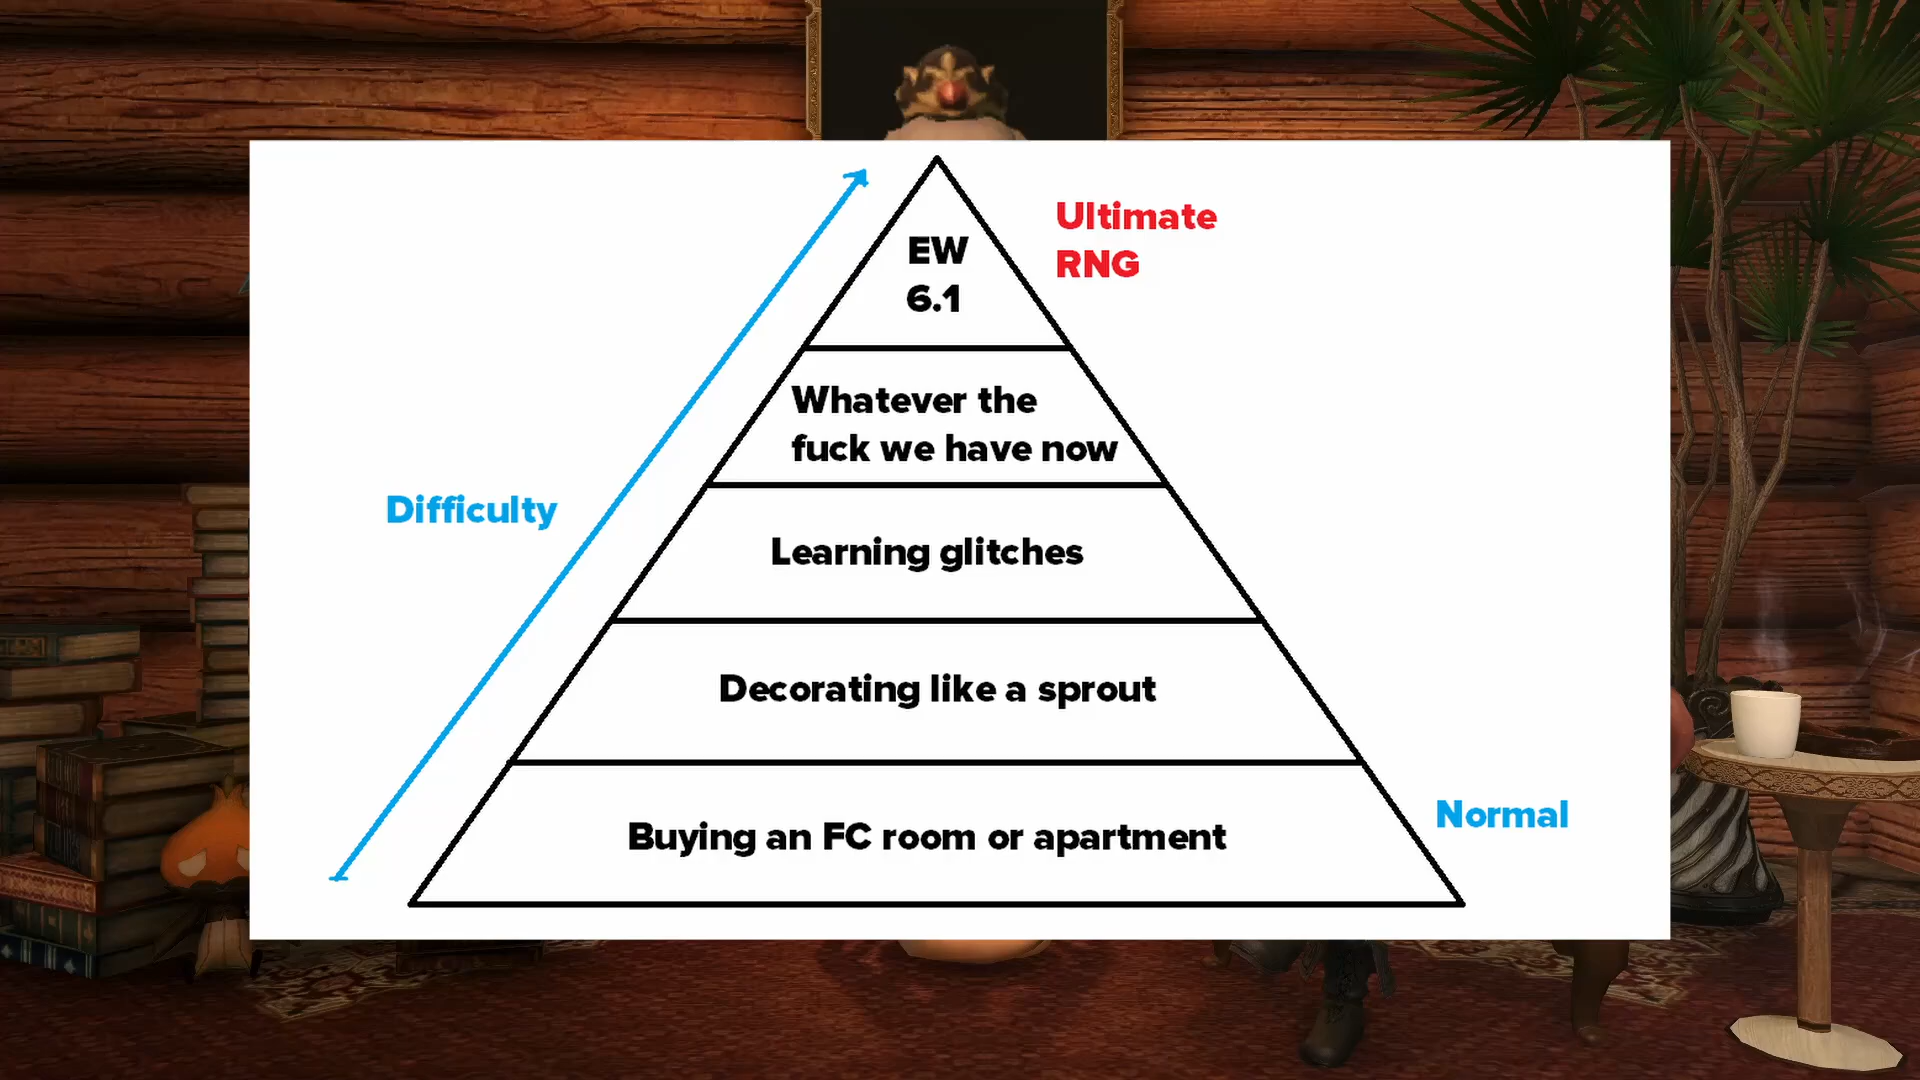 Ultimate
RNG
EW
6.1
Whatever the
fuck we have now
Difficulty
Learning glitches
Decorating like a sprout
Normal
Buying an FC room or apartment